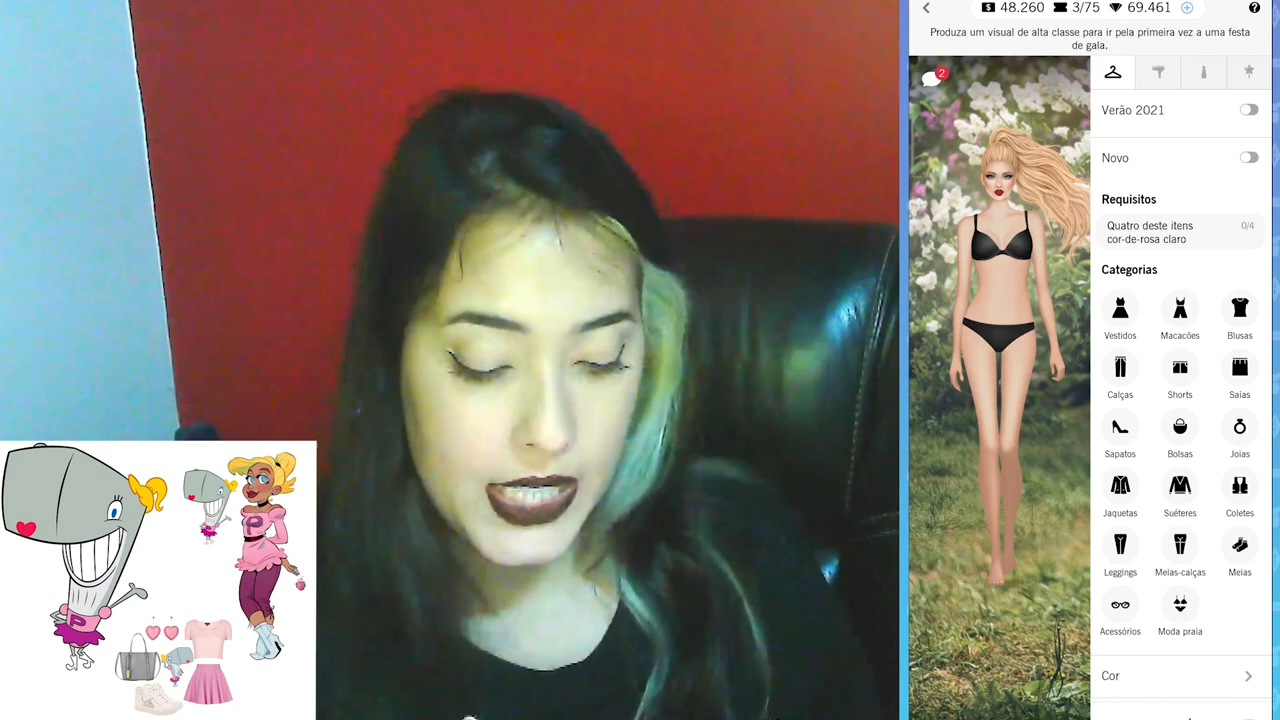 48.260 3/75 69.461
Produza um visual de alta classe para ir pela primeira vez a uma festa
de gala.
2
Verão 2021
Novo
Requisitos
Quatro deste itens 0/4
cor-de-rosa claro
Categorias
Vestidos Macacões Blusas
Calças Shorts Saias
Sapatos Bolsas Joias
Jaquetas Suéteres Coletes
Leggings Meias-calças Meias
Acessórios Moda praia
Cor
P
P